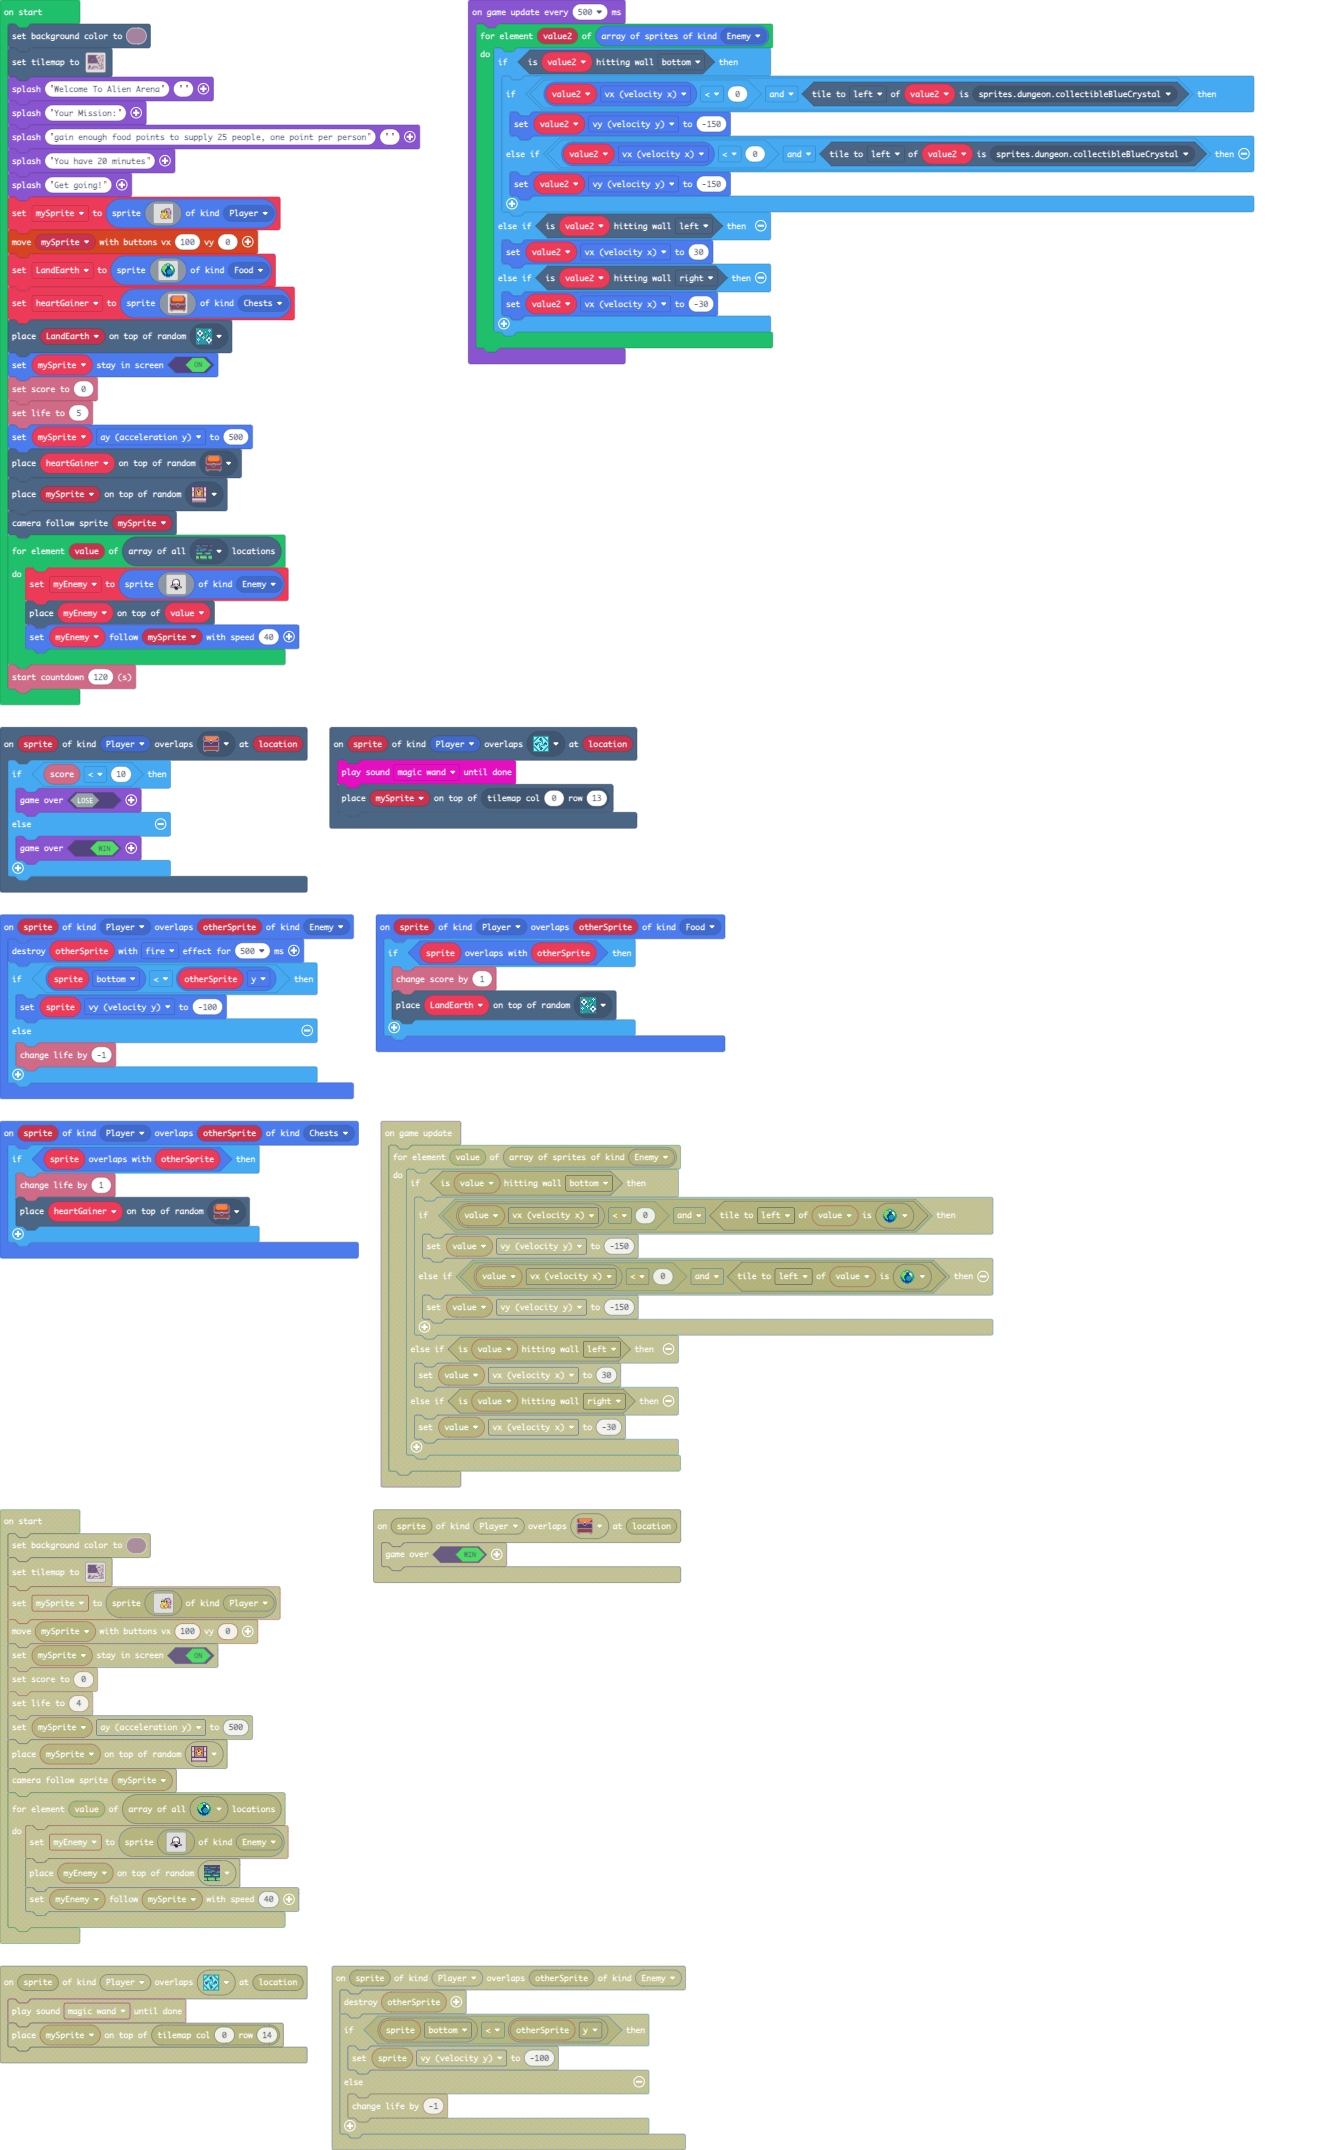 on start
set background color to
set tilemap to
splash "Welcome To Alien Arena" ""
splash "Your Mission:"
splash "gain enough food points to supply 25 people, one point per person" ""
splash "You have 20 minutes"
splash "Get going!"
set mySprite to sprite of kind Player
move mySprite with buttons vx 100 vy 0
set LandEarth to sprite of kind Food
set heartGainer to sprite of kind Chests
place LandEarth on top of random
set mySprite stay in screen ON
set score to 0
set life to 5
set mySprite ay (acceleration y) to 500
place heartGainer on top of random
place mySprite on top of random
camera follow sprite mySprite
for element value of array of all locations
do
set myEnemy to sprite of kind Enemy
place myEnemy on top of value
set myEnemy follow mySprite with speed 40
start countdown 120 (s)
on game update every 500 ms
for element value2 of array of sprites of kind Enemy
do
if is value2 hitting wall bottom then
if value2 vx (velocity x) < 0 and tile to left of value2 is sprites.dungeon.collectibleBlueCrystal then
set value2 vy (velocity y) to -150
else if value2 vx (velocity x) < 0 and tile to left of value2 is sprites.dungeon.collectibleBlueCrystal then
set value2 vy (velocity y) to -150
else if is value2 hitting wall left then
set value2 vx (velocity x) to 30
else if is value2 hitting wall right then
set value2 vx (velocity x) to -30
on sprite of kind Player overlaps at location
if score < 10 then
game over LOSE
else
game over WIN
on sprite of kind Player overlaps at location
play sound magic wand until done
place mySprite on top of tilemap col 0 row 13
on sprite of kind Player overlaps otherSprite of kind Enemy
destroy otherSprite with fire effect for 500 ms
if sprite bottom < otherSprite y then
set sprite vy (velocity y) to -100
else
change life by -1
on sprite of kind Player overlaps otherSprite of kind Food
if sprite overlaps with otherSprite then
change score by 1
place LandEarth on top of random
on sprite of kind Player overlaps otherSprite of kind Chests
if sprite overlaps with otherSprite then
change life by 1
place heartGainer on top of random
on game update
for element value of array of sprites of kind Enemy
do
if is value hitting wall bottom then
if value vx (velocity x) < 0 and tile to left of value is then
set value vy (velocity y) to -150
else if value vx (velocity x) < 0 and tile to left of value is then
set value vy (velocity y) to -150
else if is value hitting wall left then
set value vx (velocity x) to 30
else if is value hitting wall right then
set value vx (velocity x) to -30
on start
set background color to
set tilemap to
set mySprite to sprite of kind Player
move mySprite with buttons vx 100 vy 0
set mySprite stay in screen ON
set score to 0
set life to 4
set mySprite ay (acceleration y) to 500
place mySprite on top of random
camera follow sprite mySprite
for element value of array of all locations
do
set myEnemy to sprite of kind Enemy
place myEnemy on top of random
set myEnemy follow mySprite with speed 40
on sprite of kind Player overlaps at location
game over WIN
on sprite of kind Player overlaps at location
play sound magic wand until done
place mySprite on top of tilemap col 0 row 14
on sprite of kind Player overlaps otherSprite of kind Enemy
destroy otherSprite
if sprite bottom < otherSprite y then
set sprite vy (velocity y) to -100
else
change life by -1